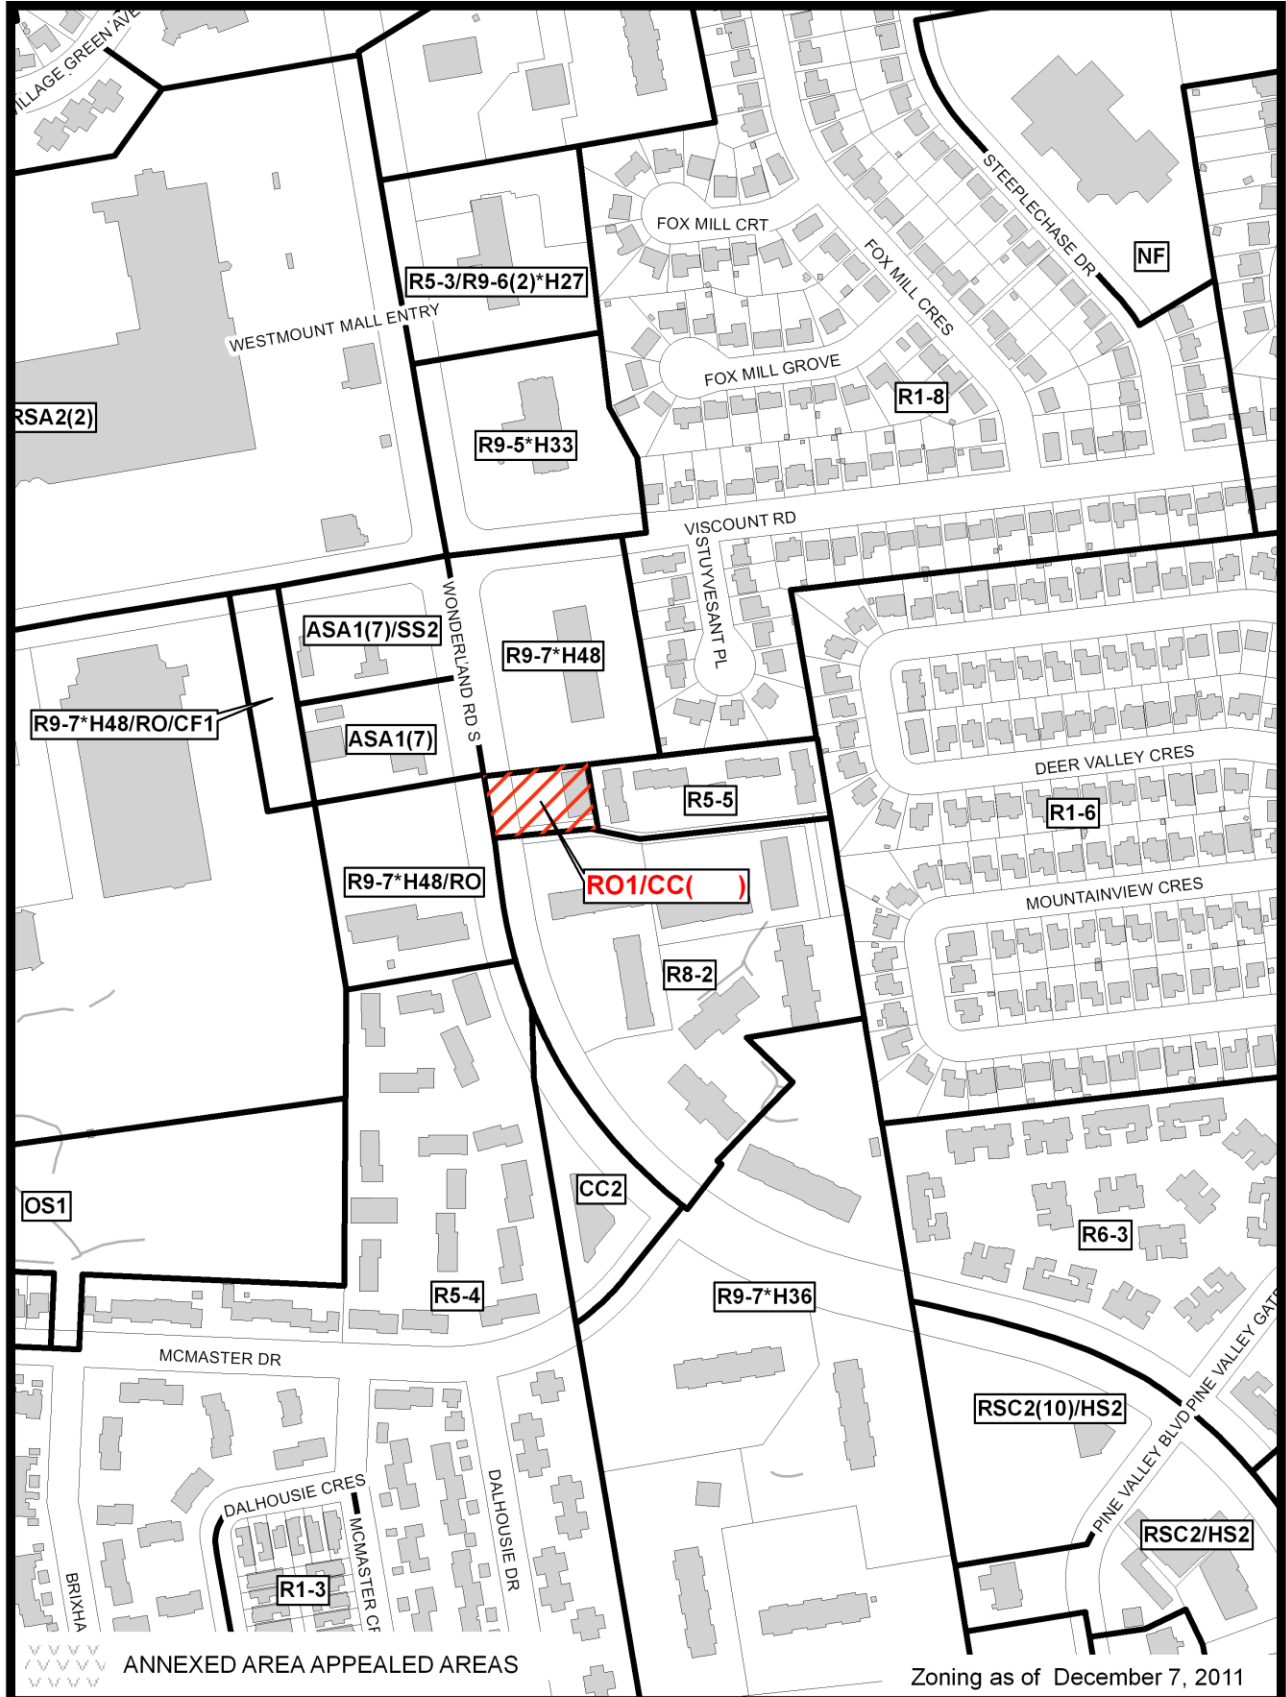 VILLAGE GREEN AVE
STEEPLECHASE DR
FOX MILL CRT
FOX MILL CRES
NF
R5-3/R9-6(2)*H27
WESTMOUNT MALL ENTRY
FOX MILL GROVE
R1-8
RSA2(2)
R9-5*H33
VISCOUNT RD
STUYVESANT PL
WONDERLAND RD S
ASA1(7)/SS2
R9-7*H48
R9-7*H48/RO/CF1
ASA1(7)
DEER VALLEY CRES
R5-5
R1-6
R9-7*H48/RO
RO1/CC( )
MOUNTAINVIEW CRES
R8-2
CC2
OS1
R6-3
R5-4
R9-7*H36
PINE VALLEY GATE
MCMASTER DR
RSC2(10)/HS2
PINE VALLEY BLVD
DALHOUSIE CRES
DALHOUSIE DR
MCMASTER CR
RSC2/HS2
R1-3
BRIXHA
ANNEXED AREA APPEALED AREAS
Zoning as of December 7, 2011